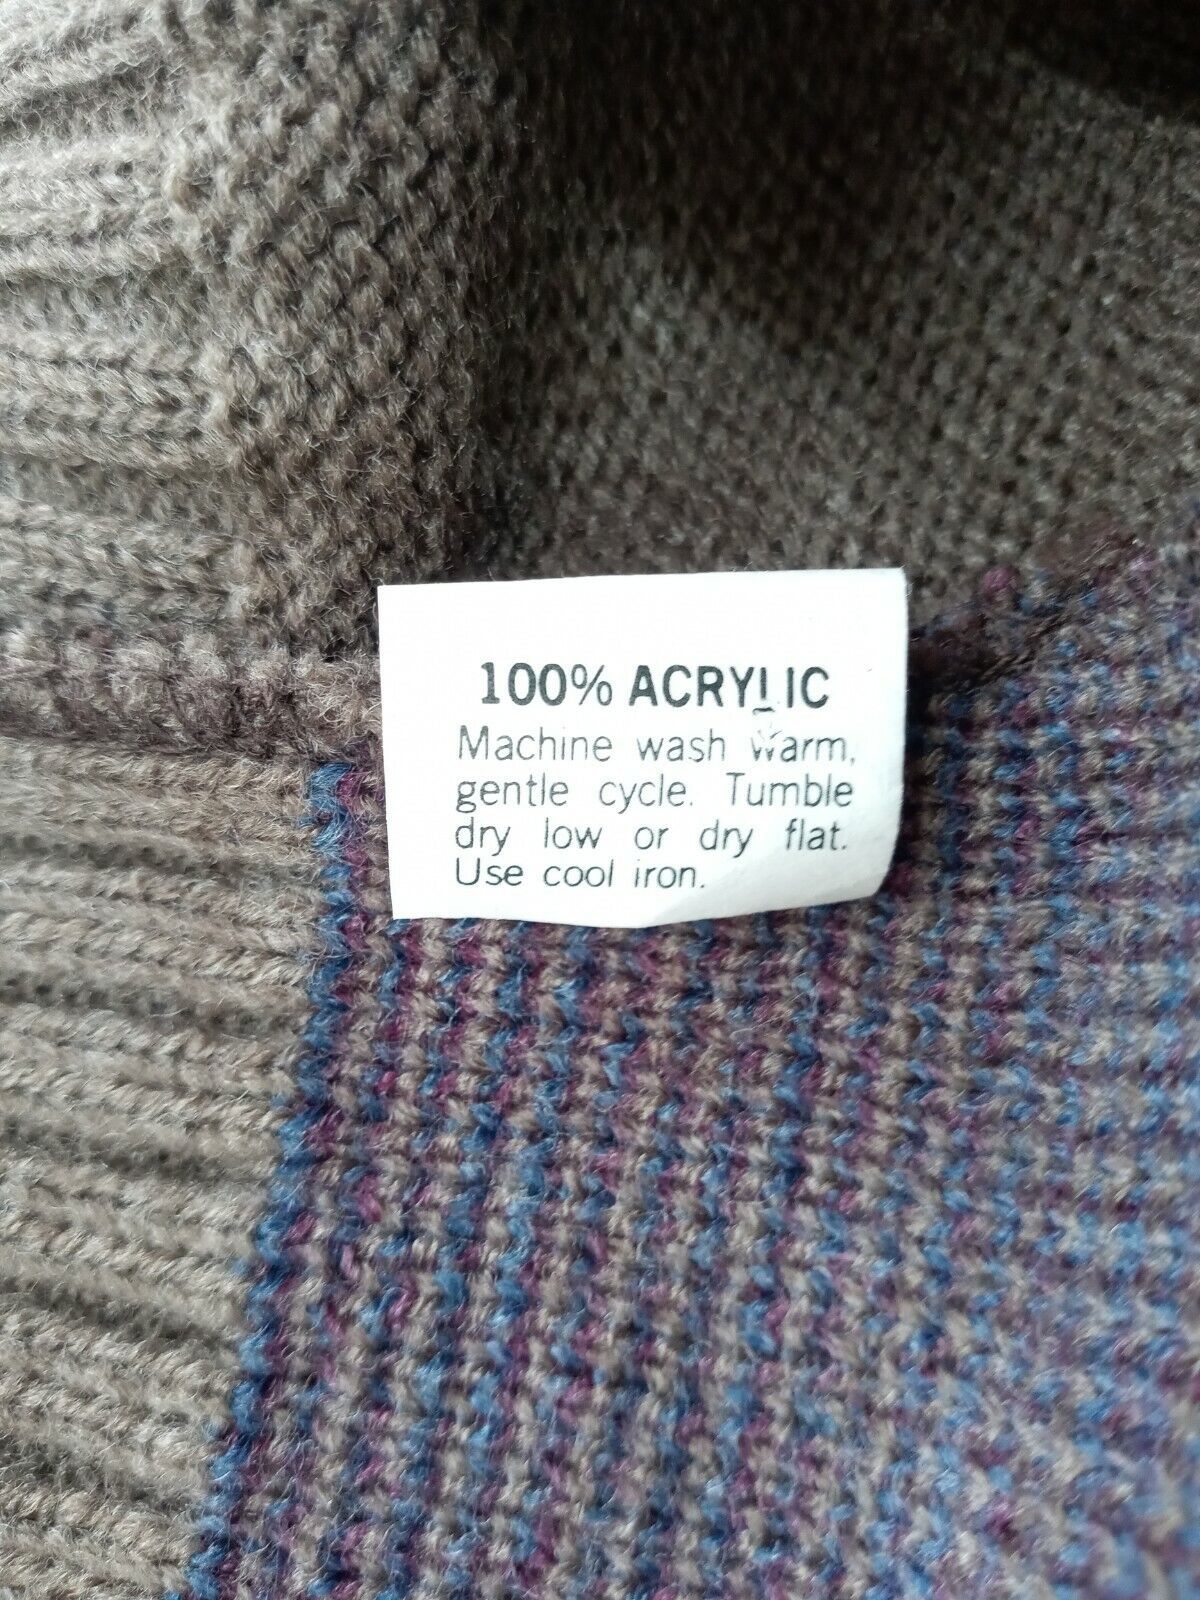 100% ACRYLIC
Machine wash warm,
gentle cycle. Tumble
dry low or dry flat.
Use cool iron.